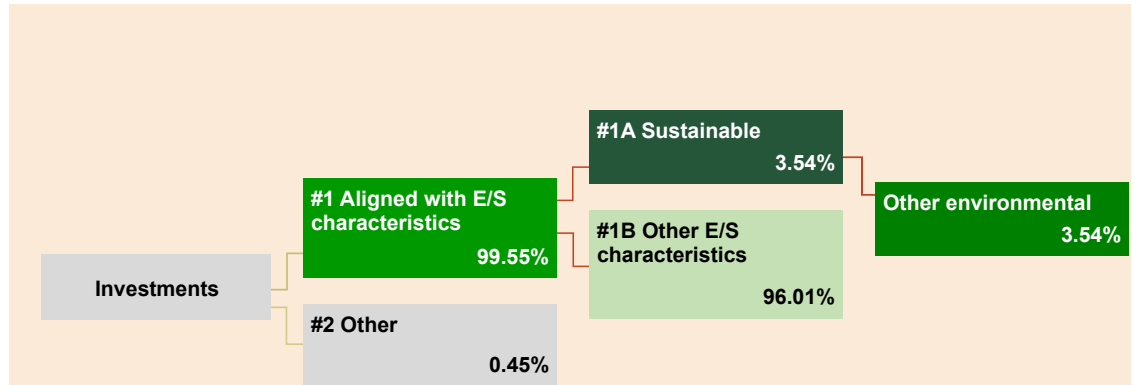 Investments
#1 Aligned with E/S
characteristics
99.55%
#2 Other
0.45%
#1A Sustainable
3.54%
#1B Other E/S
characteristics
96.01%
Other environmental
3.54%